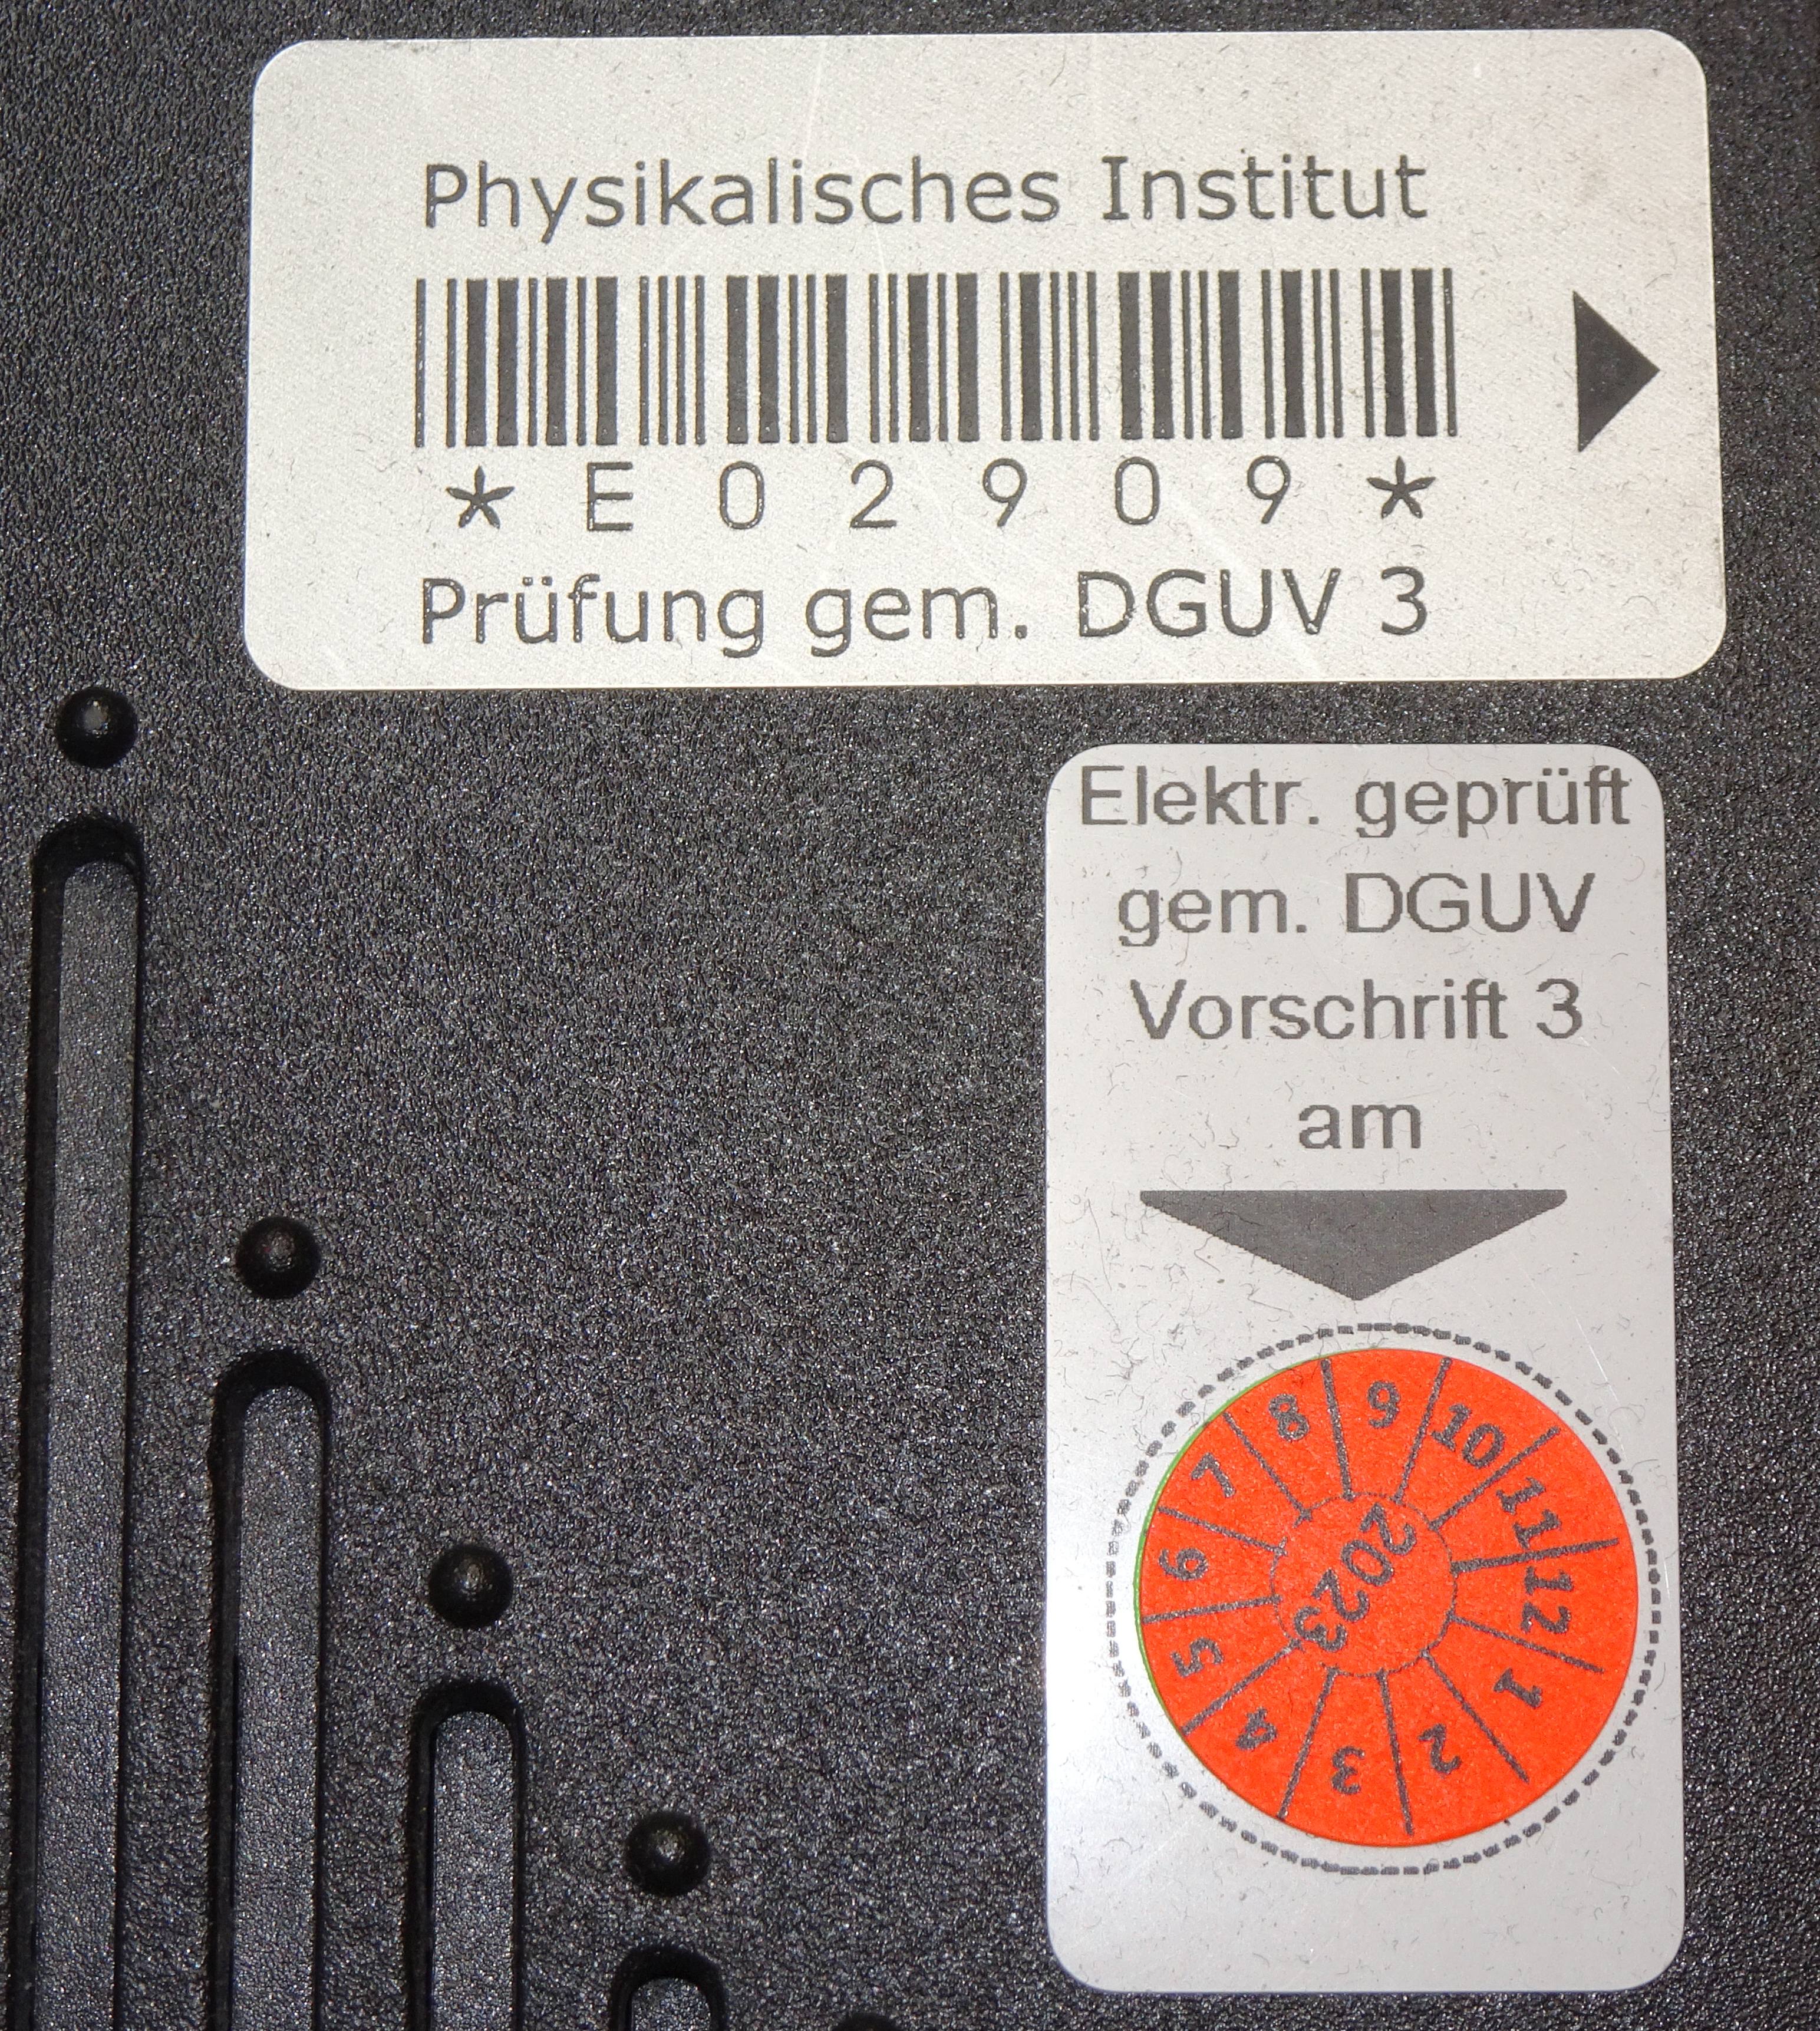 Physikalisches Institut
*E02909*
Prüfung gem. DGUV 3
Elektr. geprüft
gem. DGUV
Vorschrift 3
am
1 2 3 4 5 6 7 8 9 10 11 12
2023